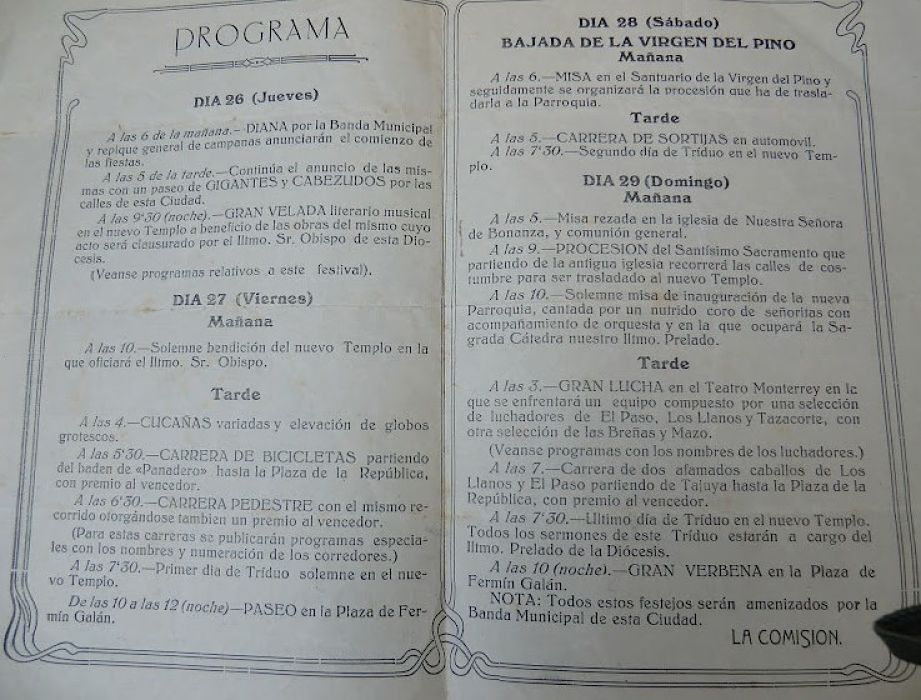 PROGRAMA
DIA 26 (Jueves)
A las 6 de la mañana.—DIANA por la Banda Municipal
y repique general de campanas anunciarán el comienzo de
las fiestas.
A las 5 de la tarde.—Continúa el anuncio de las mis-
mas con un paseo de GIGANTES y CABEZUDOS por las
calles de esta Ciudad.
A las 9'30 (noche).—GRAN VELADA literario musical
en el nuevo Templo a beneficio de las obras del mismo cuyo
acto será clausurado por el Iltmo. Sr. Obispo de esta Dió-
cesis.
(Veanse programas relativos a este festival).
DIA 27 (Viernes)
Mañana
A las 10.—Solemne bendición del nuevo Templo en la
que oficiará el Iltmo. Sr. Obispo.
Tarde
A las 4.—CUCAÑAS variadas y elevación de globos
grotescos.
A las 5'30.—CARRERA DE BICICLETAS partiendo
del baden de «Panadero» hasta la Plaza de la República,
con premio al vencedor.
A las 6'30.—CARRERA PEDESTRE con el mismo re-
corrido otorgándose tambien un premio al vencedor.
(Para estas carreras se publicarán programas especia-
les con los nombres y numeración de los corredores.)
A las 7'30.—Primer dia de Tríduo solemne en el nue-
vo Templo.
De las 10 a las 12 (noche)—PASEO en la Plaza de Fer-
mín Galán.
DIA 28 (Sábado)
BAJADA DE LA VIRGEN DEL PINO
Mañana
A las 6.—MISA en el Santuario de la Virgen del Pino y
seguidamente se organizará la procesión que ha de trasla-
darla a la Parroquia.
Tarde
A las 5.—CARRERA DE SORTIJAS en automovil.
A las 7'30.—Segundo día de Tríduo en el nuevo Tem-
plo.
DIA 29 (Domingo)
Mañana
A las 5.—Misa rezada en la iglesia de Nuestra Señora
de Bonanza, y comunión general.
A las 9.—PROCESION del Santísimo Sacramento que
partiendo de la antigua iglesia recorrerá las calles de cos-
tumbre para ser trasladado al nuevo Templo.
A las 10.—Solemne misa de inauguración de la nueva
Parroquia, cantada por un nutrido coro de señoritas con
acompañamiento de orquesta y en la que ocupará la Sa-
grada Cátedra nuestro Iltmo. Prelado.
Tarde
A las 3.—GRAN LUCHA en el Teatro Monterrey en la
que se enfrentará un equipo compuesto por una selección
de luchadores de El Paso, Los Llanos y Tazacorte, con
otra selección de las Breñas y Mazo.
(Veanse programas con los nombres de los luchadores.)
A las 7.—Carrera de dos afamados caballos de Los
Llanos y El Paso partiendo de Tajuya hasta la Plaza de la
República, con premio al vencedor.
A las 7'30.—Ultimo día de Tríduo en el nuevo Templo.
Todos los sermones de este Tríduo estarán a cargo del
Iltmo. Prelado de la Diócesis.
A las 10 (noche).—GRAN VERBENA en la Plaza de
Fermín Galán.
NOTA: Todos estos festejos serán amenizados por la
Banda Municipal de esta Ciudad.
LA COMISION.